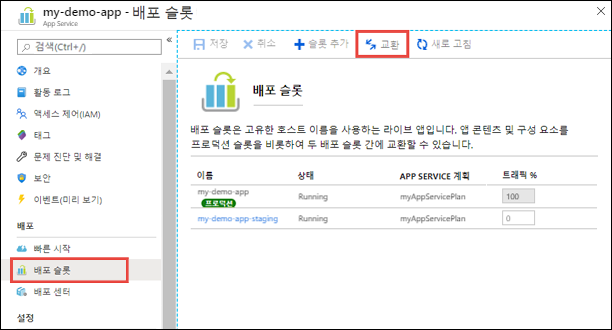 my-demo-app - 배포 슬롯
App Service
검색(Ctrl+/)
개요
활동 로그
액세스 제어(IAM)
태그
문제 진단 및 해결
보안
이벤트(미리 보기)
배포
빠른 시작
배포 슬롯
배포 센터
설정
저장 취소 슬롯 추가 교환 새로 고침
배포 슬롯
배포 슬롯은 고유한 호스트 이름을 사용하는 라이브 앱입니다. 앱 콘텐츠 및 구성 요소를
프로덕션 슬롯을 비롯하여 두 배포 슬롯 간에 교환할 수 있습니다.
이름 상태 APP SERVICE 계획 트래픽 %
my-demo-app Running myAppServicePlan 100
프로덕션
my-demo-app-staging Running myAppServicePlan 0